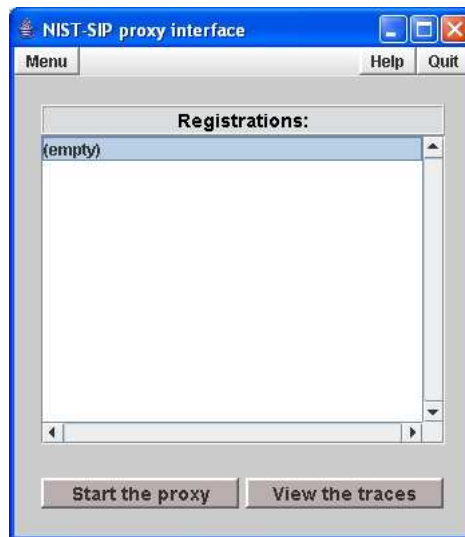 NIST-SIP proxy interface
Menu Help Quit
Registrations:
(empty)
Start the proxy View the traces